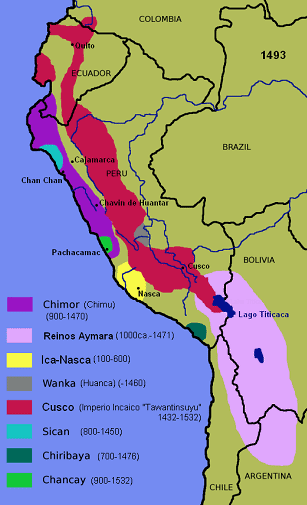 COLOMBIA
1493
Quito
ECUADOR
Cajamarca
BRAZIL
PERU
Chan Chan
Chavin de Huantar
Pachacamac
Cusco
BOLIVIA
Nasca
Lago Titicaca
Chimor (Chimu)
(900-1470)
Reinos Aymara (1000ca.-1471)
Ica-Nasca (100-600)
Wanka (Huanca) (-1460)
Cusco (Imperio Incaico "Tawantinsuyu"
1432-1532)
Sican (800-1450)
Chiribaya (700-1476)
Chancay (900-1532)
CHILE
ARGENTINA